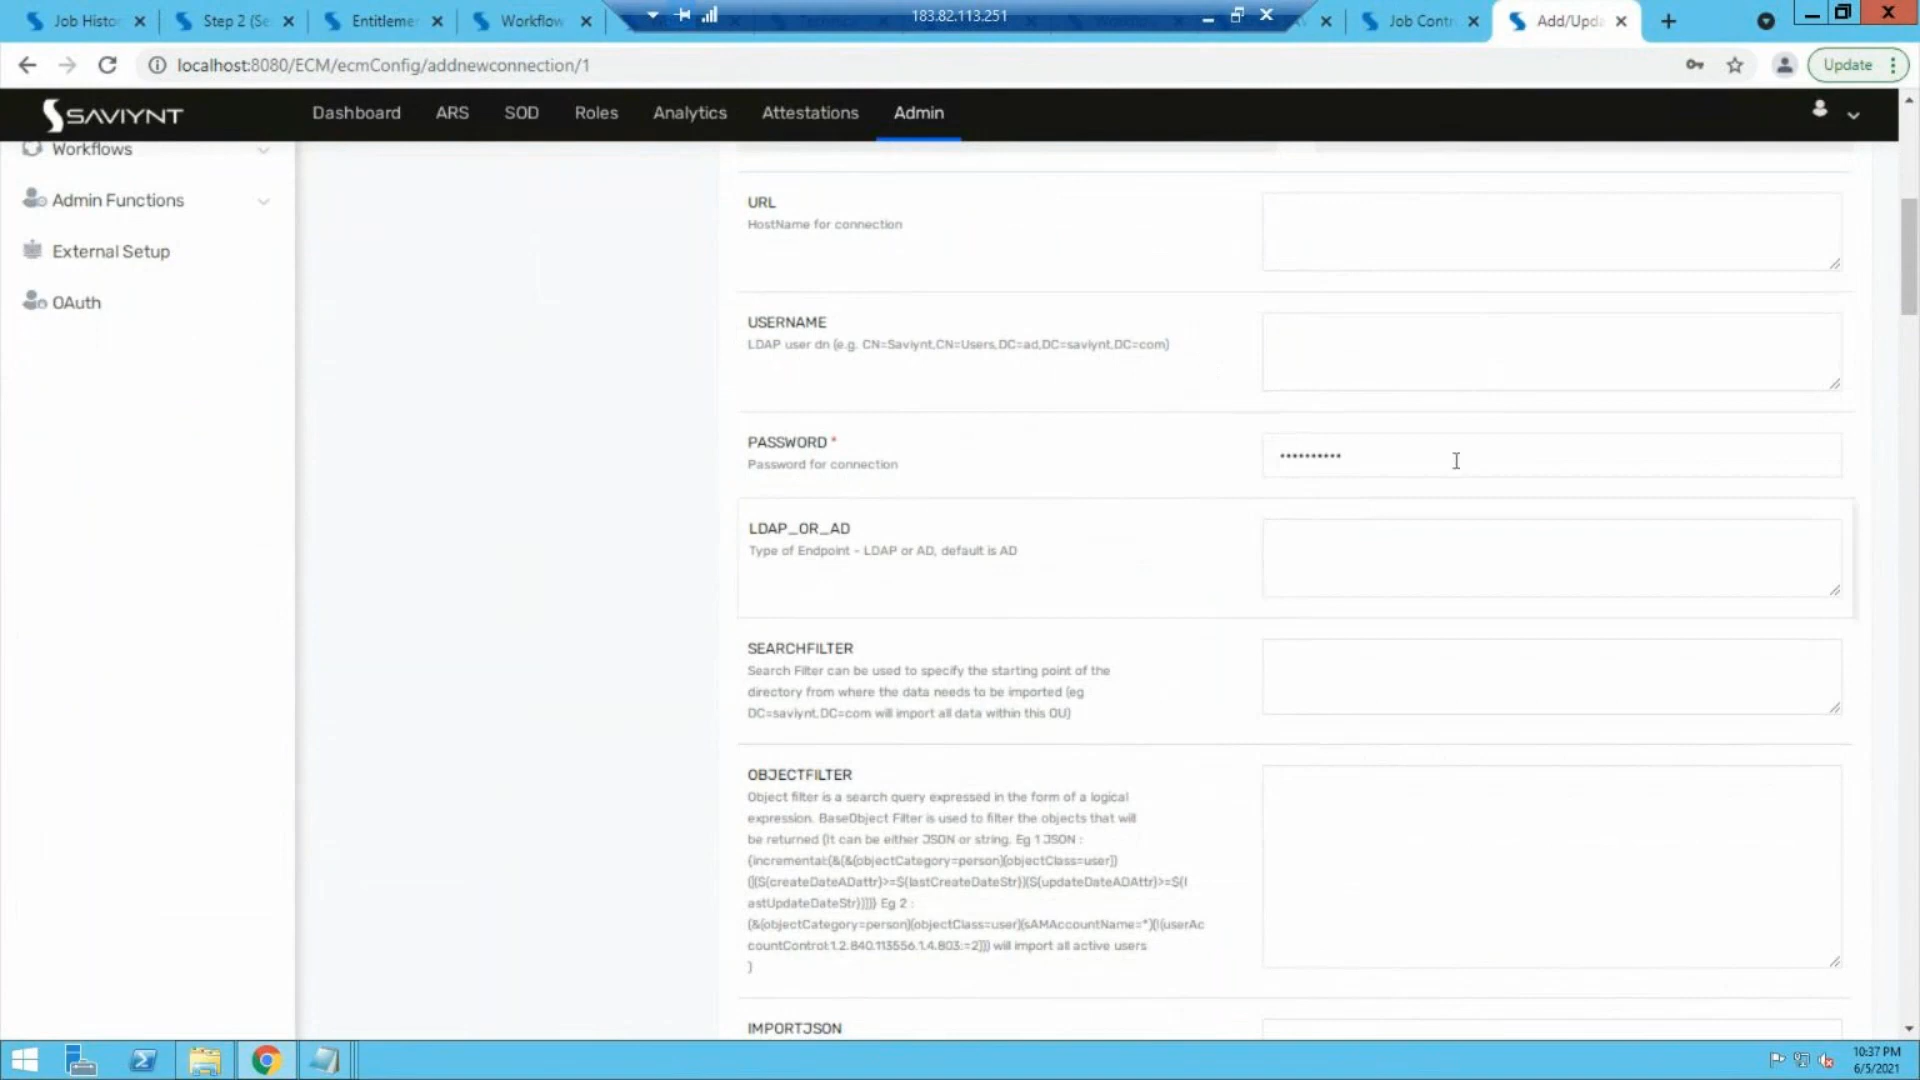 183.82.113.251
Job Histo
Step 2 (Se
Entitleme
Workflow
Job Contr
Add/Upda
localhost:8080/ECM/ecmConfig/addnewconnection/1
Update
SAVIYNT
Dashboard
ARS
SOD
Roles
Analytics
Attestations
Admin
Workflows
Admin Functions
External Setup
OAuth
URL
HostName for connection
USERNAME
LDAP user dn (e.g. CN=Saviynt,CN=Users,DC=ad,DC=saviynt,DC=com)
PASSWORD *
Password for connection
••••••••••
LDAP_OR_AD
Type of Endpoint - LDAP or AD, default is AD
SEARCHFILTER
Search Filter can be used to specify the starting point of the
directory from where the data needs to be imported (eg
DC=saviynt,DC=com will import all data within this OU)
OBJECTFILTER
Object filter is a search query expressed in the form of a logical
expression. BaseObject Filter is used to filter the objects that will
be returned (It can be either JSON or string. Eg 1 JSON :
{incremental:(&(&(objectCategory=person)(objectClass=user))
(|(${createDateADattr}>=${lastCreateDateStr})(${updateDateADAttr}>=${l
astUpdateDateStr})))} Eg 2 :
(&(objectCategory=person)(objectClass=user)(sAMAccountName=*)(!(userAc
countControl:1.2.840.113556.1.4.803:=2))) will import all active users
)
IMPORTJSON
10:37 PM
6/5/2021